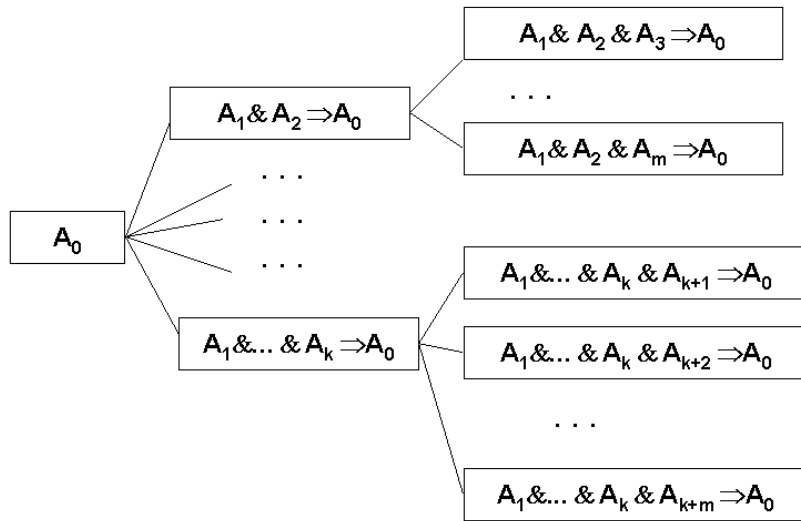 A₀
A₁ & A₂ ⇒ A₀
. . .
. . .
. . .
A₁ &... & Aₖ ⇒ A₀
A₁ & A₂ & A₃ ⇒ A₀
. . .
A₁ & A₂ & Aₘ ⇒ A₀
A₁ &... & Aₖ & Aₖ₊₁ ⇒ A₀
A₁ &... & Aₖ & Aₖ₊₂ ⇒ A₀
. . .
A₁ &... & Aₖ & Aₖ₊ₘ ⇒ A₀